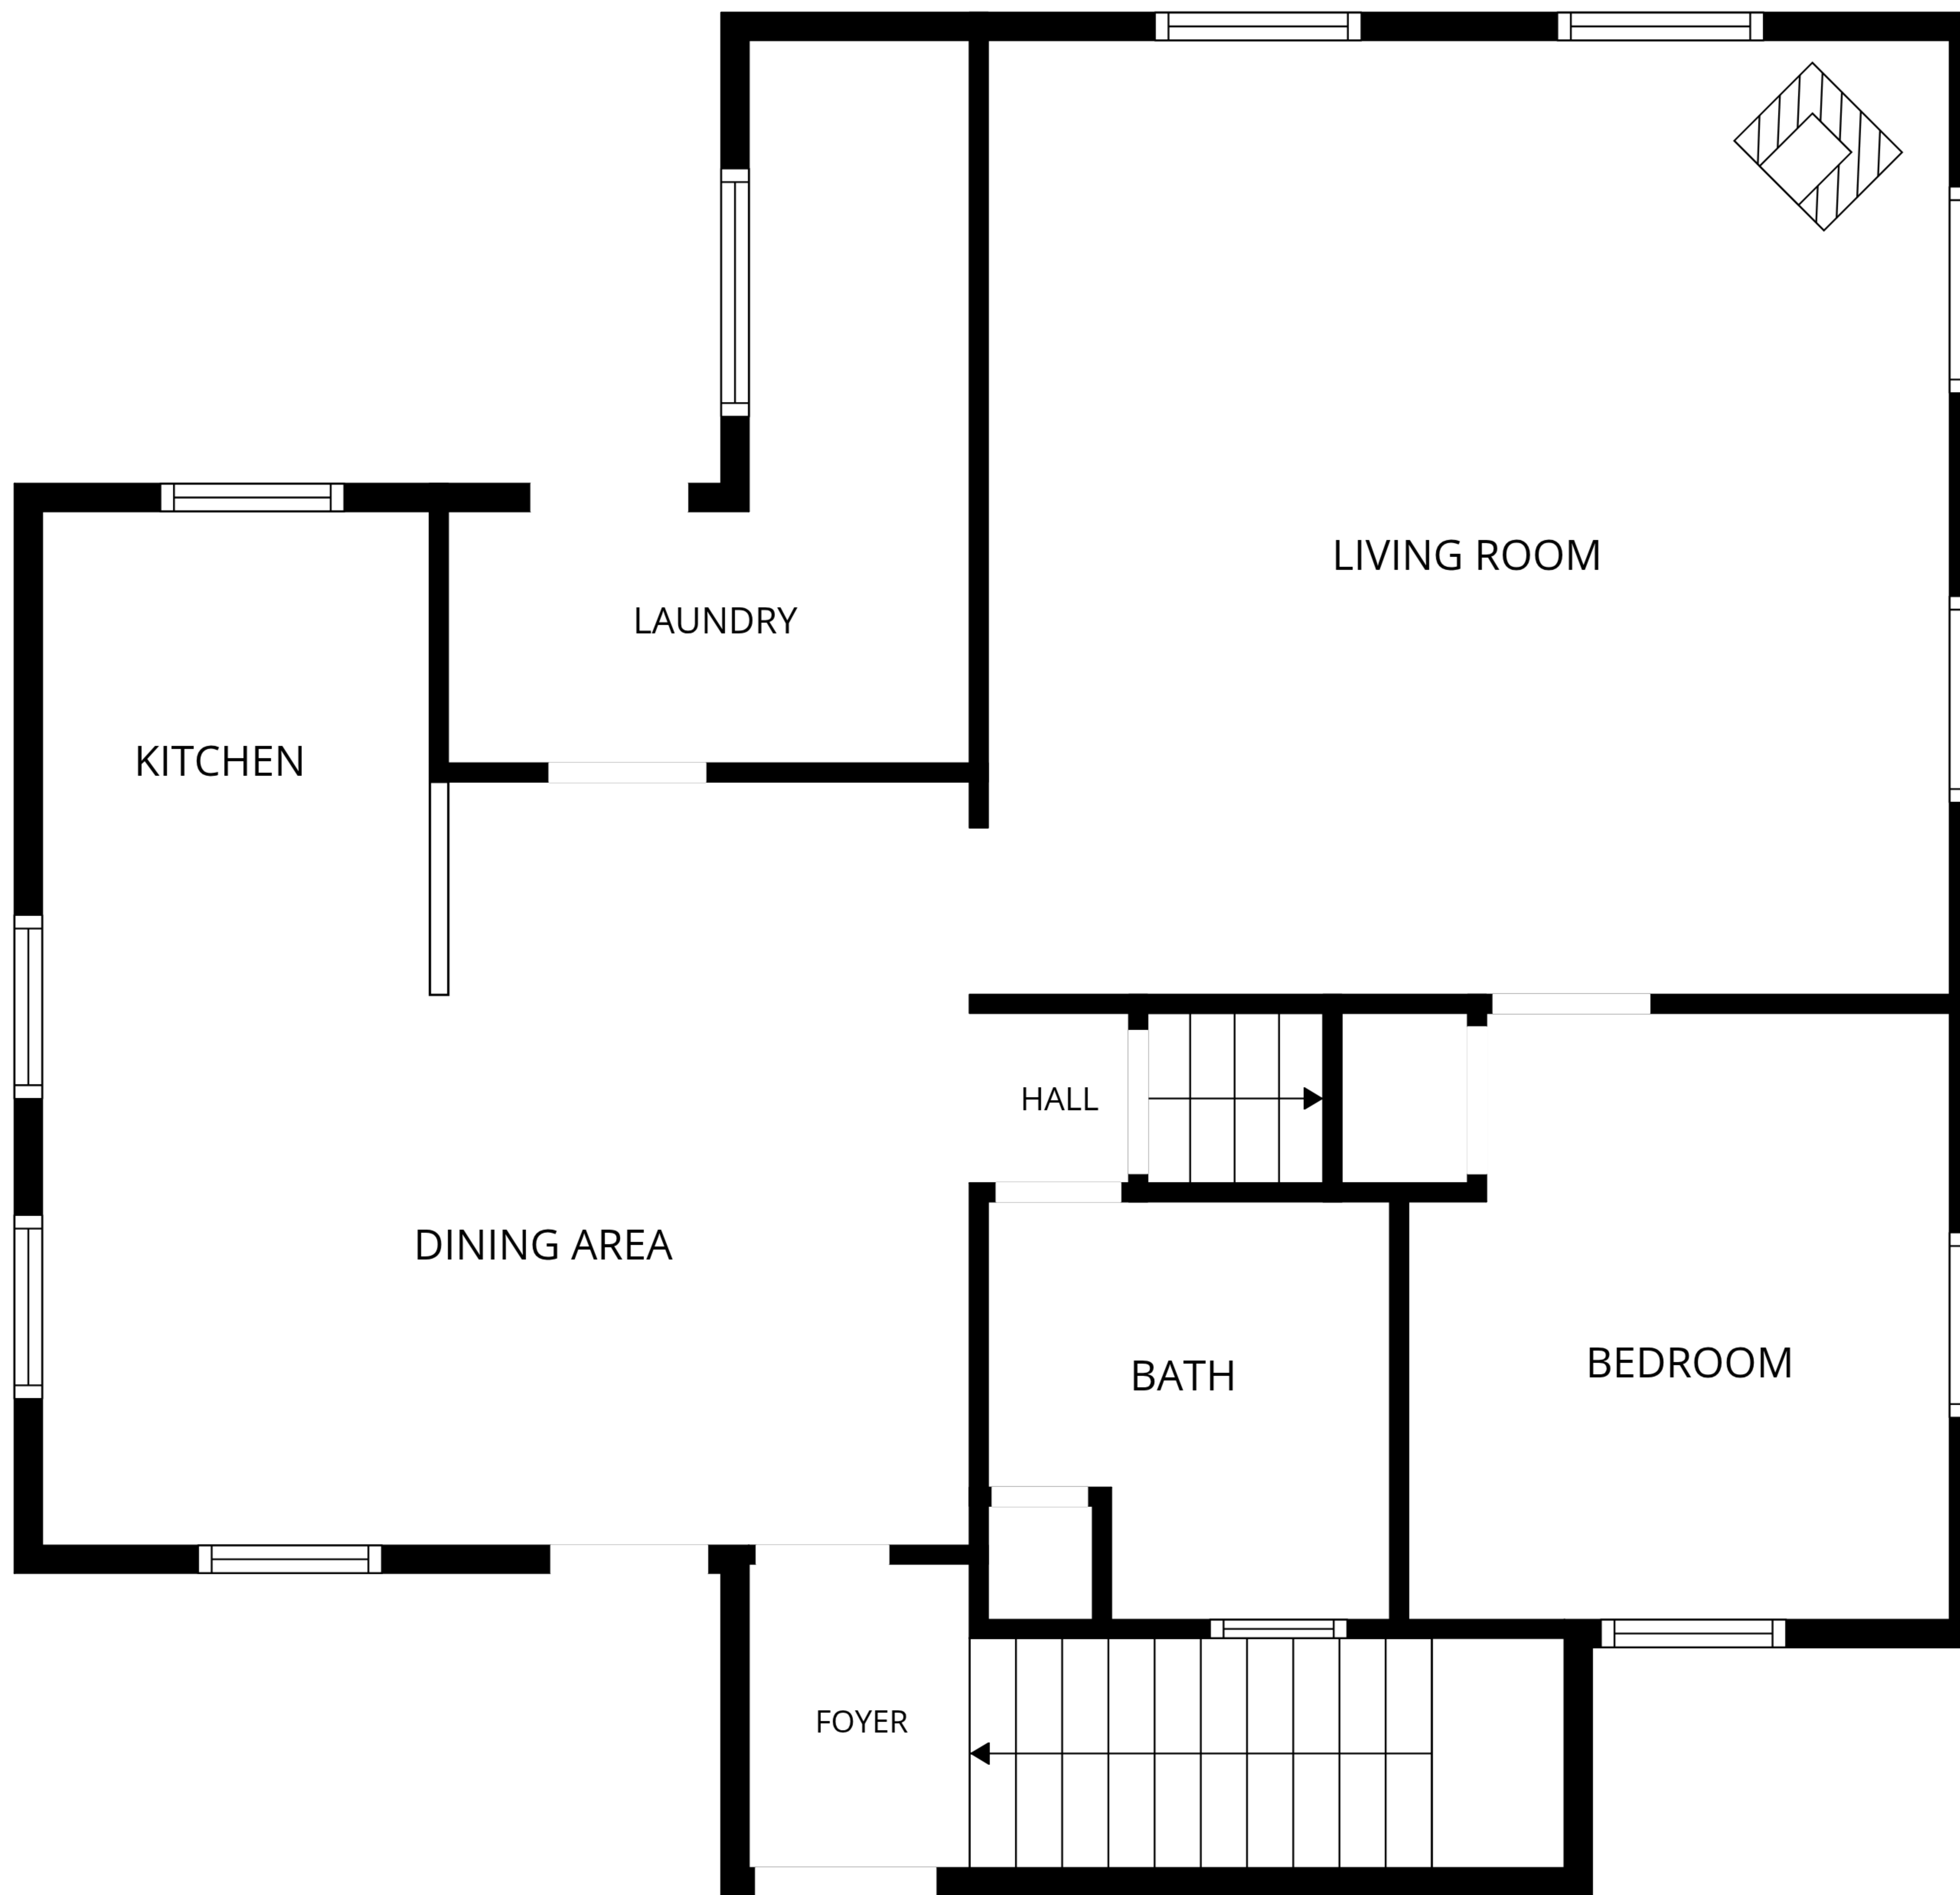 LIVING ROOM
LAUNDRY
KITCHEN
HALL
DINING AREA
BATH
BEDROOM
FOYER